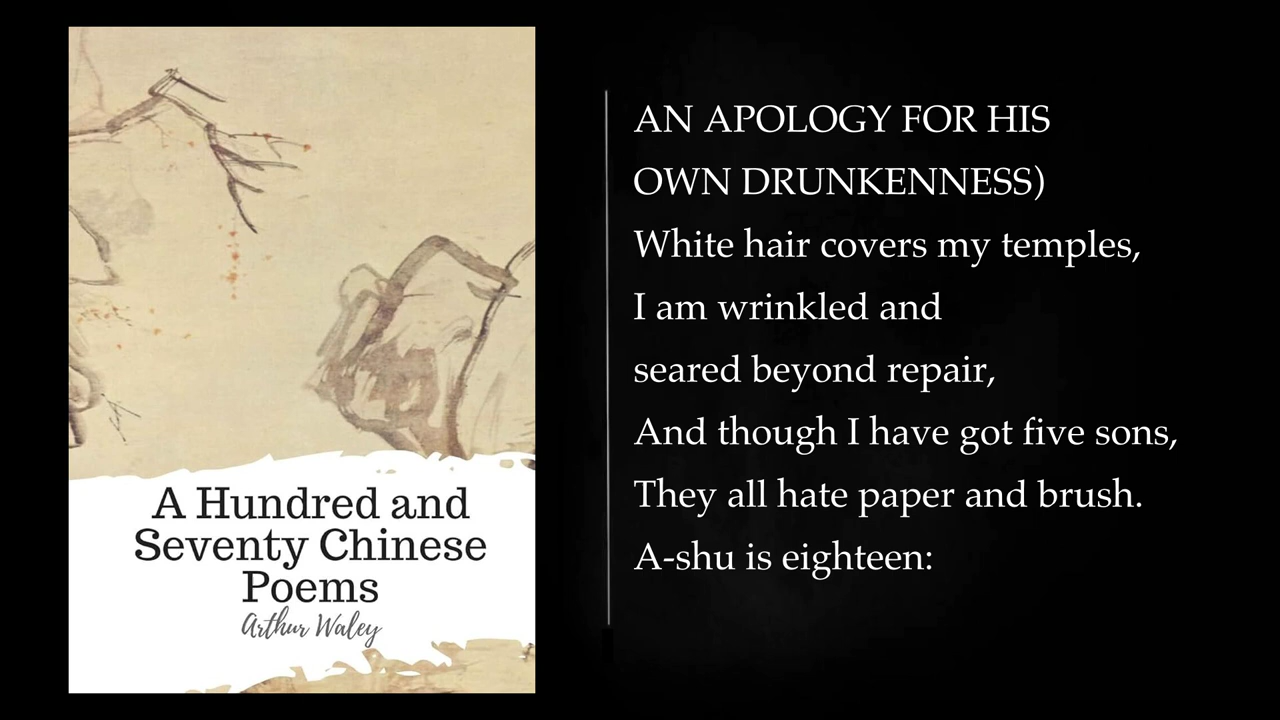 A Hundred and
Seventy Chinese
Poems
Arthur Waley
AN APOLOGY FOR HIS
OWN DRUNKENNESS)
White hair covers my temples,
I am wrinkled and
seared beyond repair,
And though I have got five sons,
They all hate paper and brush.
A-shu is eighteen: